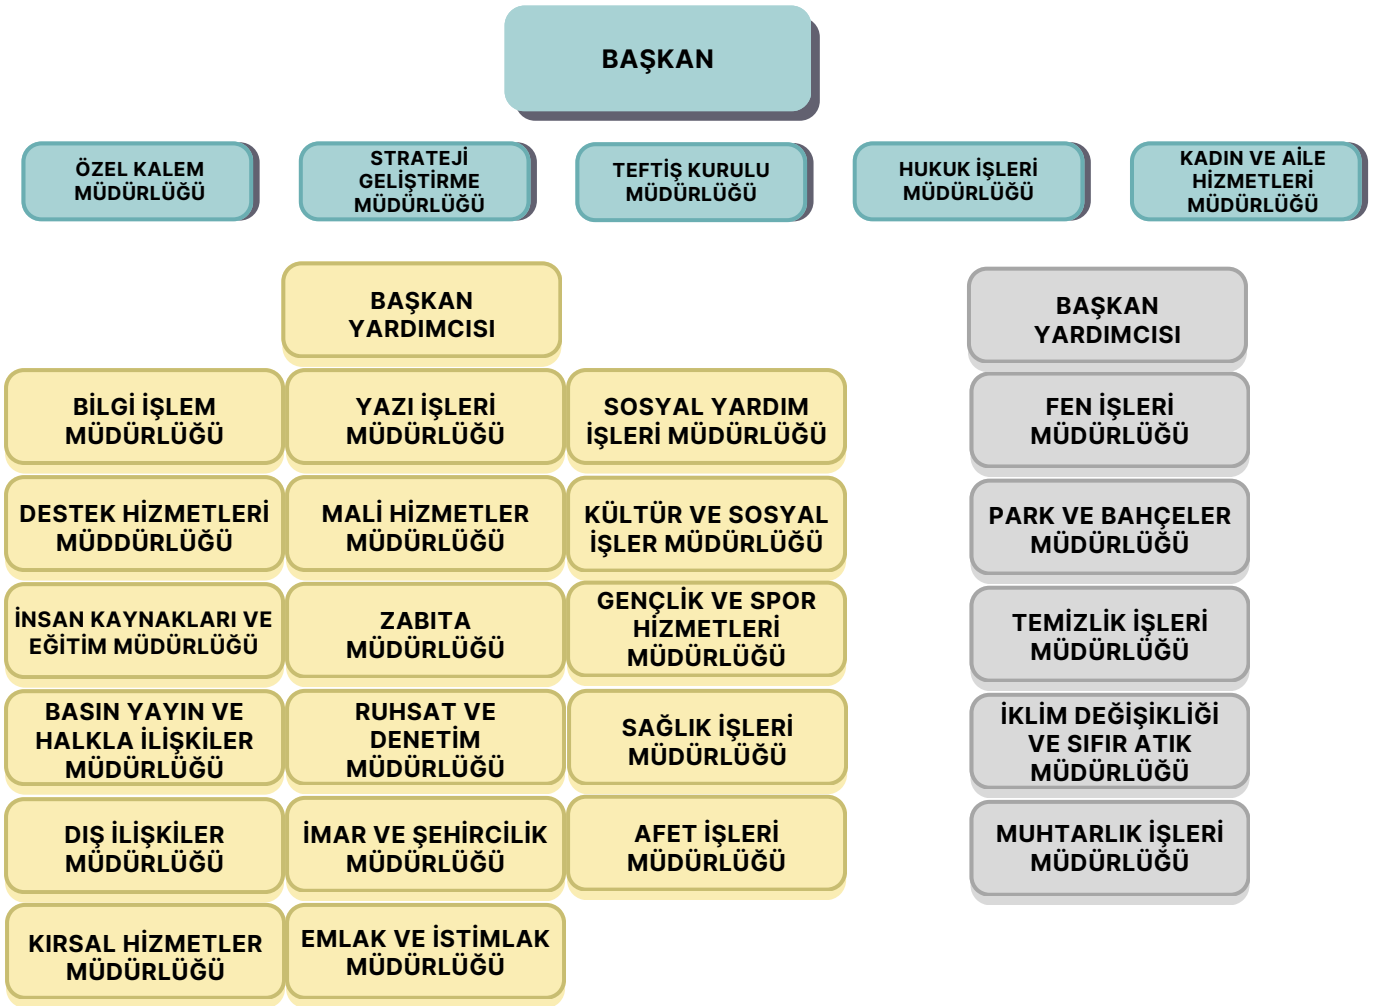 BAŞKAN
ÖZEL KALEM
MÜDÜRLÜĞÜ
STRATEJİ
GELİŞTİRME
MÜDÜRLÜĞÜ
TEFTİŞ KURULU
MÜDÜRLÜĞÜ
HUKUK İŞLERİ
MÜDÜRLÜĞÜ
KADIN VE AİLE
HİZMETLERİ
MÜDÜRLÜĞÜ
BAŞKAN
YARDIMCISI
BİLGİ İŞLEM
MÜDÜRLÜĞÜ
YAZI İŞLERİ
MÜDÜRLÜĞÜ
SOSYAL YARDIM
İŞLERİ MÜDÜRLÜĞÜ
DESTEK HİZMETLERİ
MÜDDÜRLÜĞÜ
MALİ HİZMETLER
MÜDÜRLÜĞÜ
KÜLTÜR VE SOSYAL
İŞLER MÜDÜRLÜĞÜ
İNSAN KAYNAKLARI VE
EĞİTİM MÜDÜRLÜĞÜ
ZABITA
MÜDÜRLÜĞÜ
GENÇLİK VE SPOR
HİZMETLERİ
MÜDÜRLÜĞÜ
BASIN YAYIN VE
HALKLA İLİŞKİLER
MÜDÜRLÜĞÜ
RUHSAT VE
DENETİM
MÜDÜRLÜĞÜ
SAĞLIK İŞLERİ
MÜDÜRLÜĞÜ
DIŞ İLİŞKİLER
MÜDÜRLÜĞÜ
İMAR VE ŞEHİRCİLİK
MÜDÜRLÜĞÜ
AFET İŞLERİ
MÜDÜRLÜĞÜ
KIRSAL HİZMETLER
MÜDÜRLÜĞÜ
EMLAK VE İSTİMLAK
MÜDÜRLÜĞÜ
BAŞKAN
YARDIMCISI
FEN İŞLERİ
MÜDÜRLÜĞÜ
PARK VE BAHÇELER
MÜDÜRLÜĞÜ
TEMİZLİK İŞLERİ
MÜDÜRLÜĞÜ
İKLİM DEĞİŞİKLİĞİ
VE SIFIR ATIK
MÜDÜRLÜĞÜ
MUHTARLIK İŞLERİ
MÜDÜRLÜĞÜ